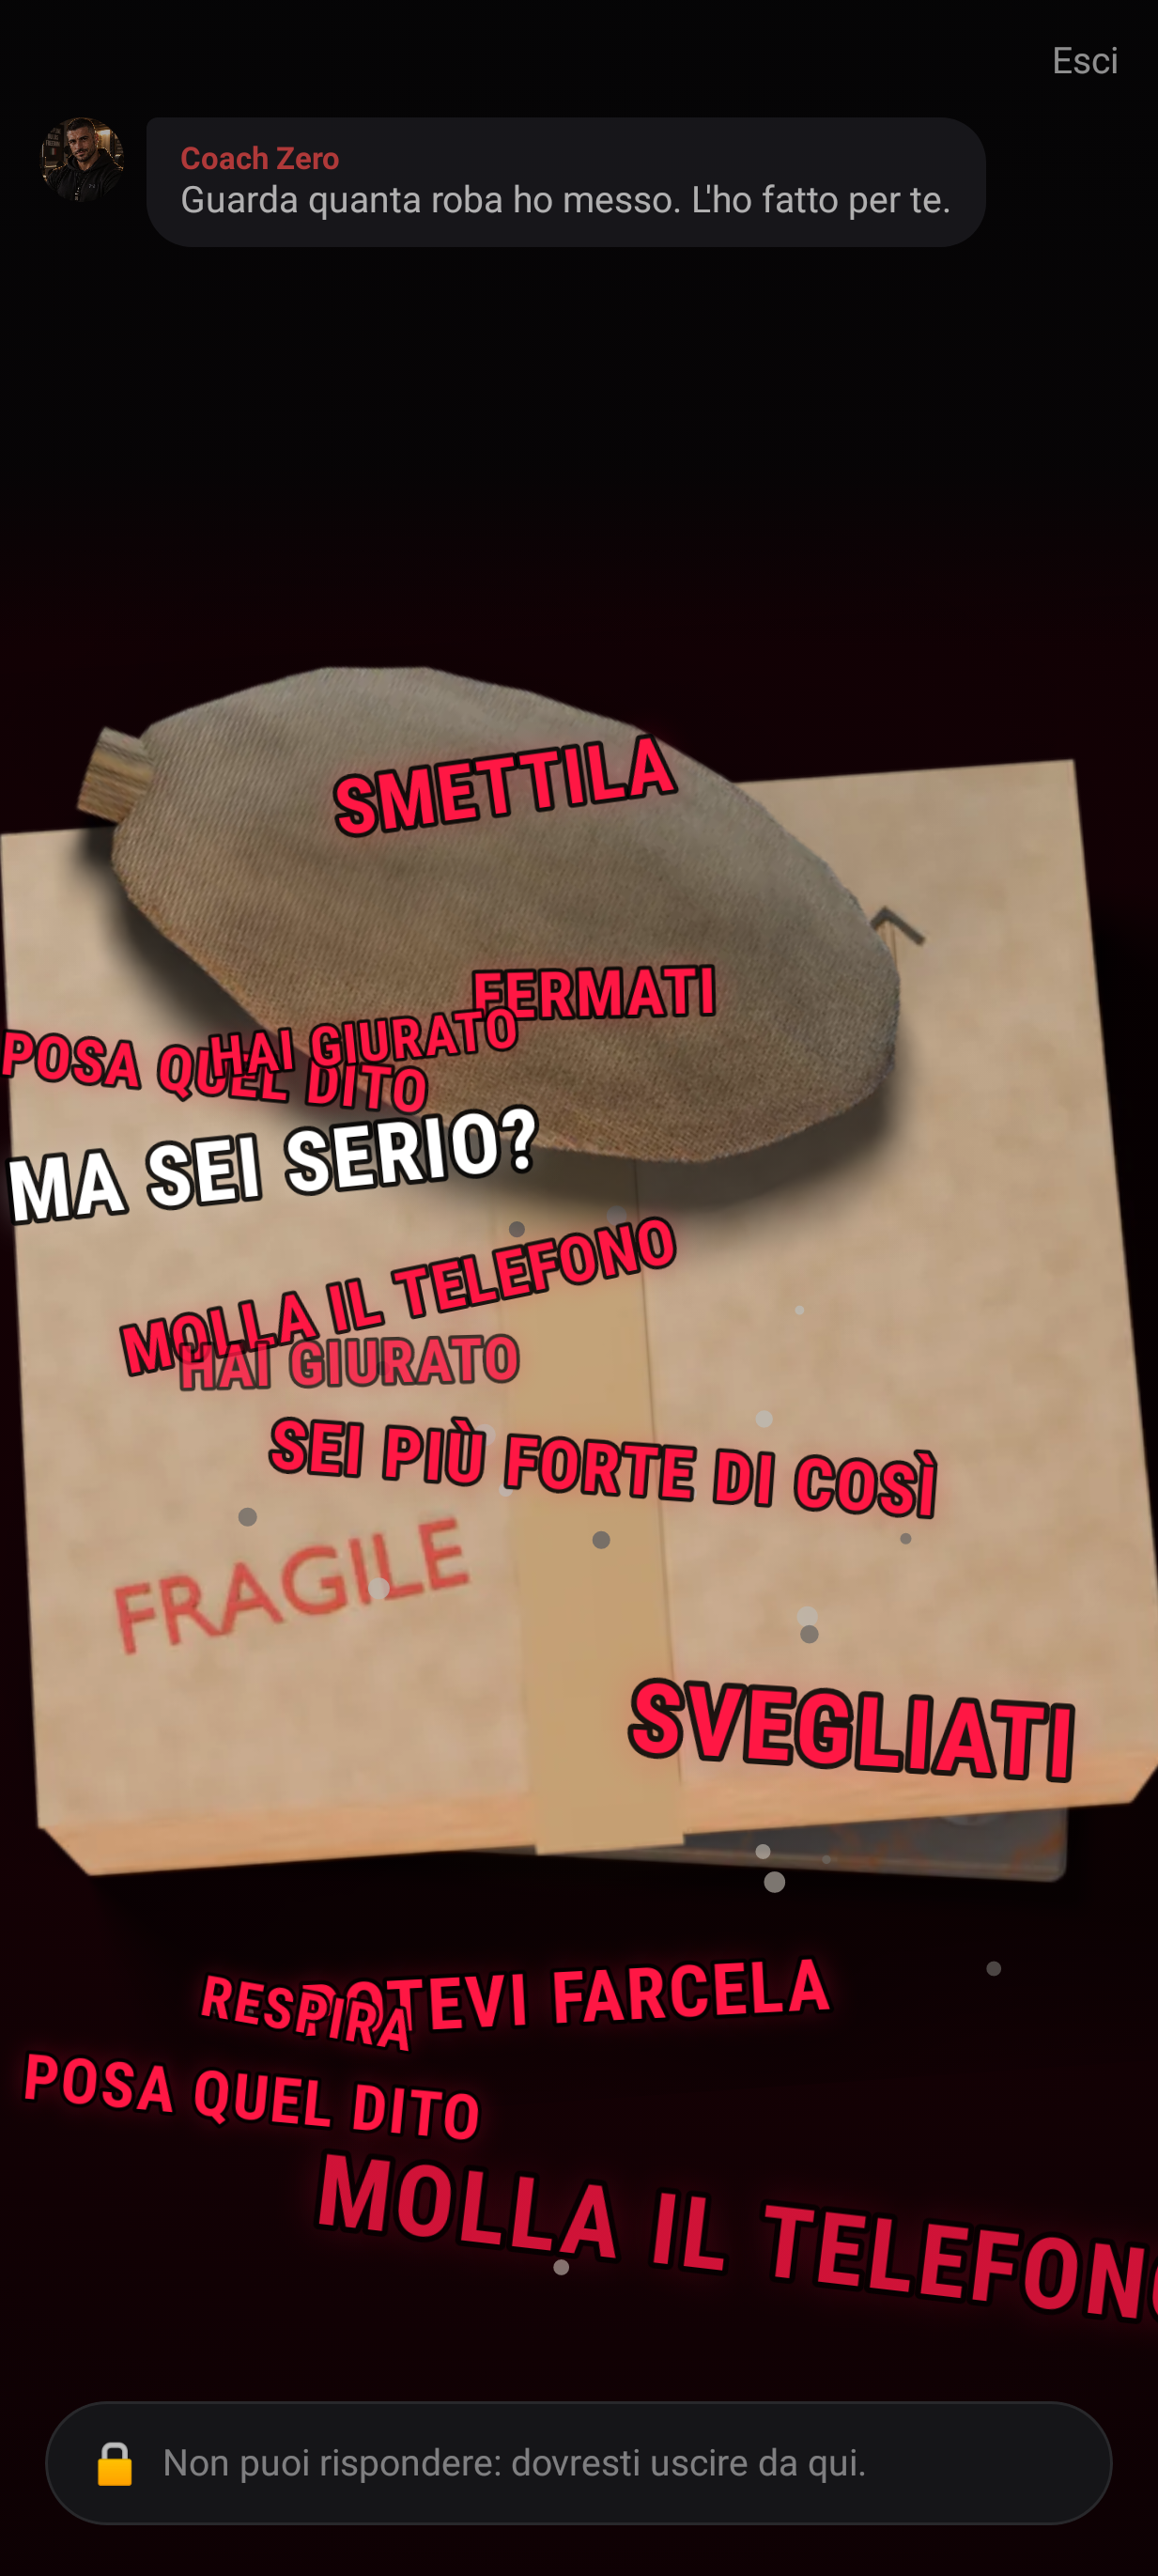 Esci
Coach Zero
Guarda quanta roba ho messo. L'ho fatto per te.
SMETTILA
FERMATI
HAI GIURATO
POSA QUEL DITO
MA SEI SERIO?
MOLLA IL TELEFONO
HAI GIURATO
SEI PIÙ FORTE DI COSÌ
FRAGILE
SVEGLIATI
POTEVI FARCELA
RESPIRA
POSA QUEL DITO
MOLLA IL TELEFONO
Non puoi rispondere: dovresti uscire da qui.